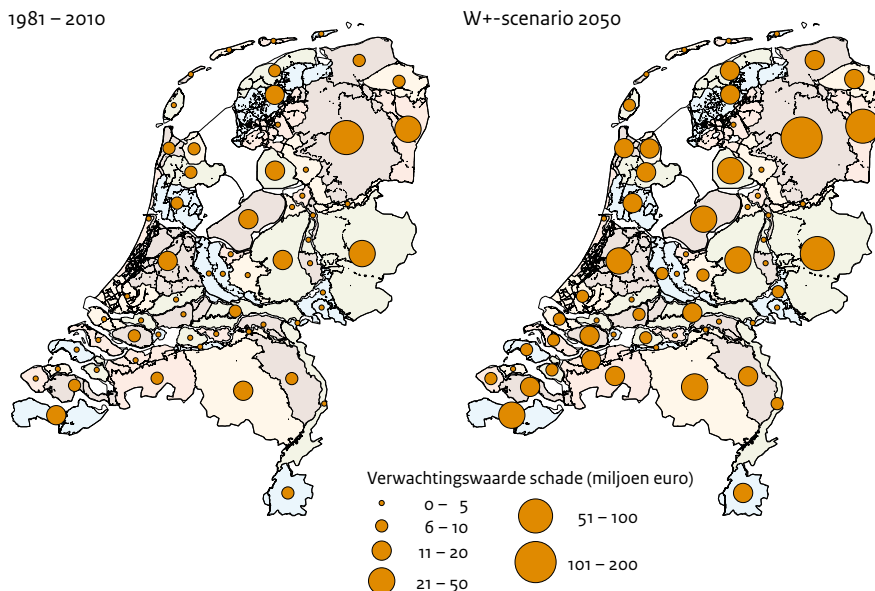 1981 – 2010
W+-scenario 2050
Verwachtingswaarde schade (miljoen euro)
0 – 5
6 – 10
11 – 20
21 – 50
51 – 100
101 – 200